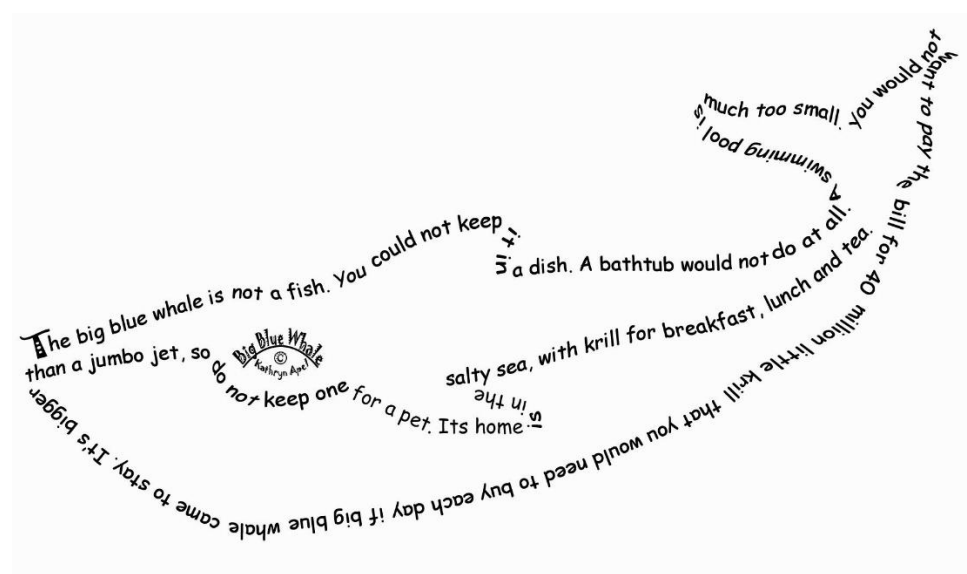 The big blue whale is not a fish. You could not keep
it in
a dish. A bathtub would not do at all.
A swimming pool is
much too small. You would not
want to pay the bill for 40 million little krill that you would need to buy each day if big blue whale came to stay. It's bigger
than a jumbo jet, so
do not keep one for a pet. Its home is
in the
salty sea, with krill for breakfast, lunch and tea.
Big Blue Whale
©
Kathryn Apel